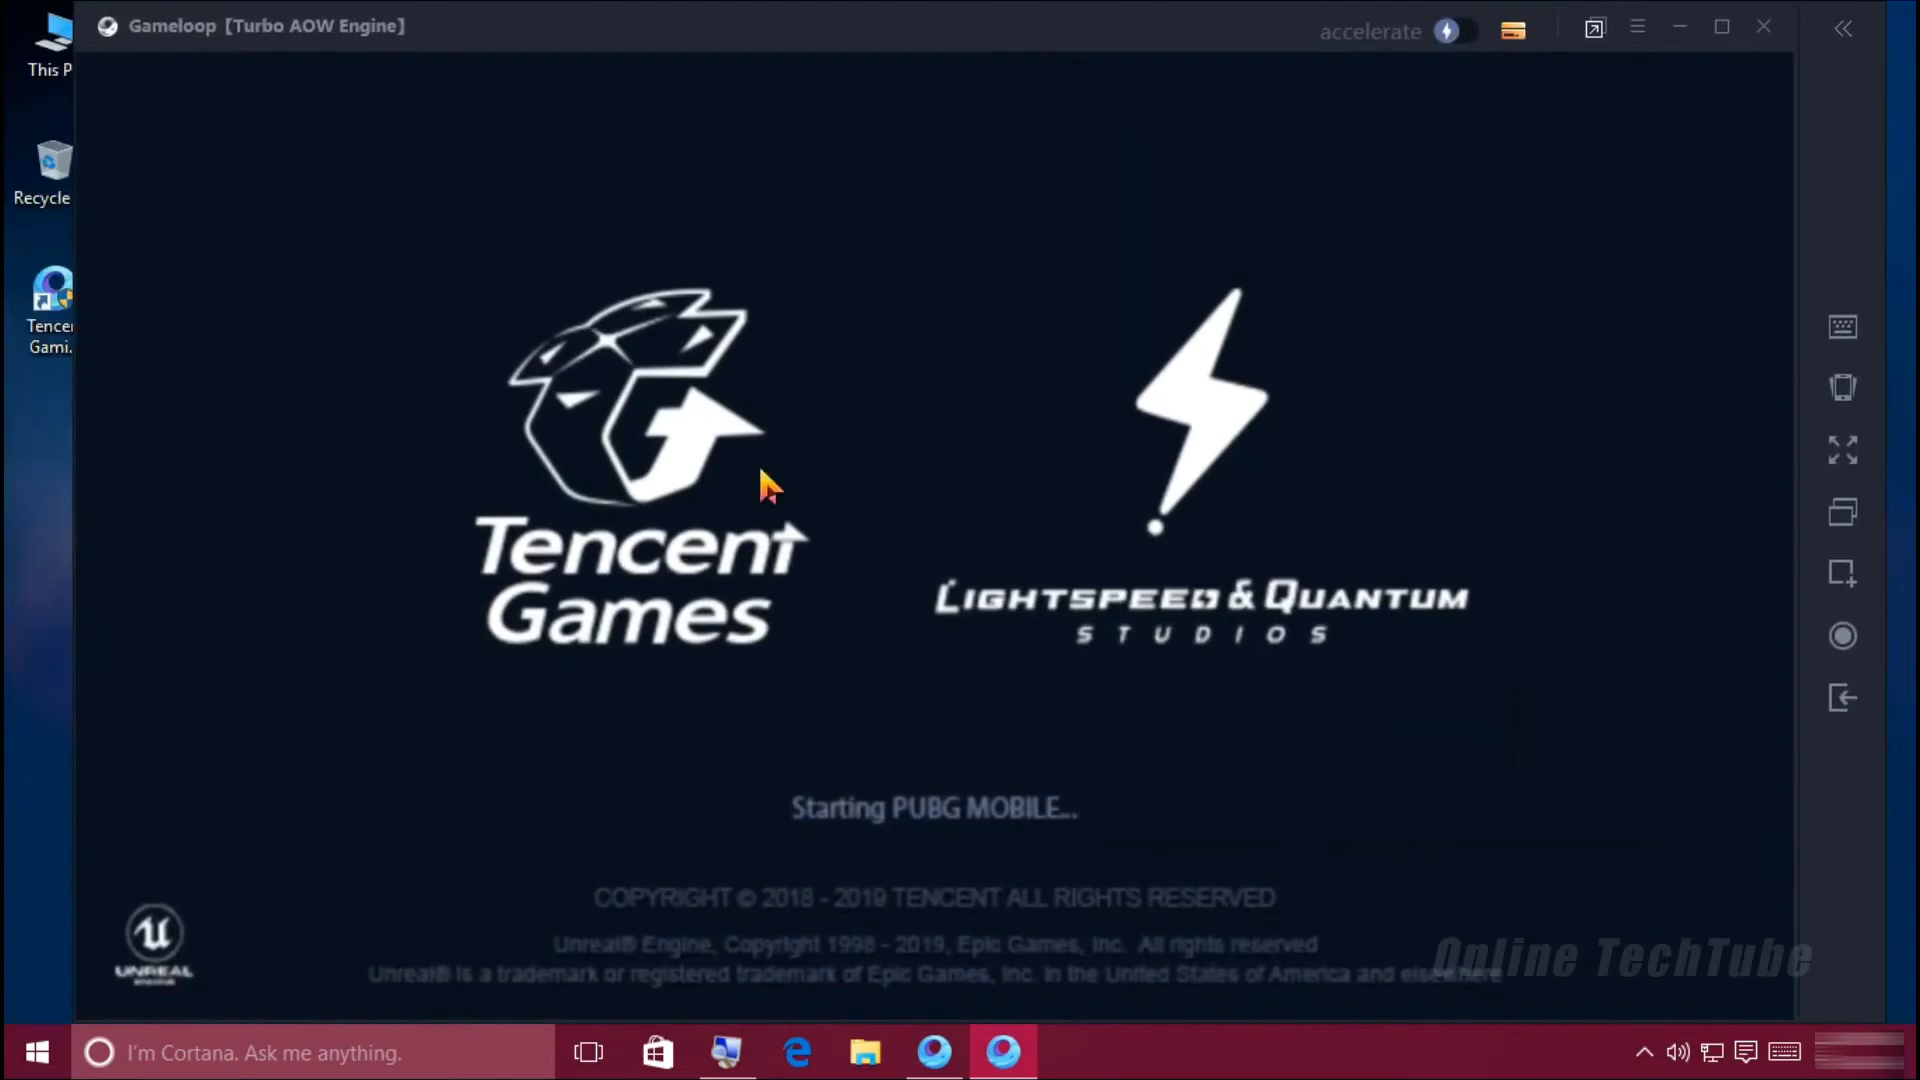 Gameloop [Turbo AOW Engine]
accelerate
This P
Recycle
Tencer
Gami.
Tencent
Games
LIGHTSPEED & QUANTUM
STUDIOS
Starting PUBG MOBILE...
COPYRIGHT © 2018 - 2019 TENCENT ALL RIGHTS RESERVED
Unreal® Engine, Copyright 1998 - 2019, Epic Games, Inc. All rights reserved
Unreal® is a trademark or registered trademark of Epic Games, Inc. in the United States of America and elsewhere
UNREAL
Online TechTube
I'm Cortana. Ask me anything.